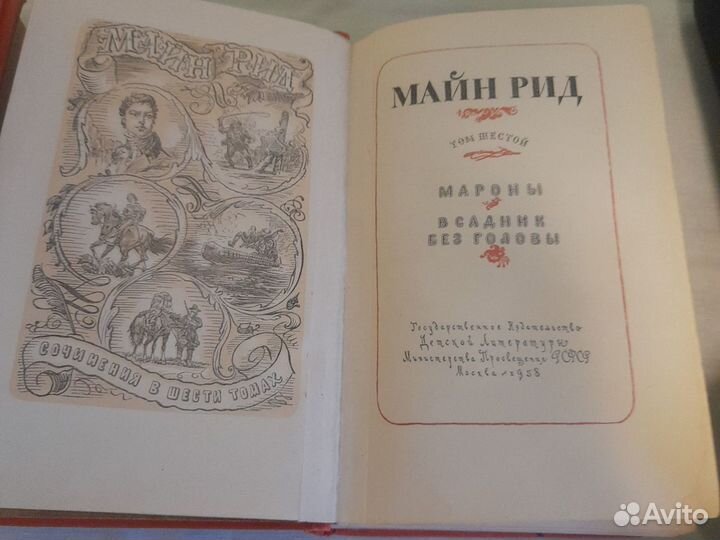 МАЙН РИД
СОЧИНЕНИЯ В ШЕСТИ ТОМАХ
МАЙН РИД
ТОМ ШЕСТОЙ
МАРОНЫ
ВСАДНИК
БЕЗ ГОЛОВЫ
Государственное Издательство
Детской Литературы
Министерства Просвещения РСФСР
Москва 1958
Avito